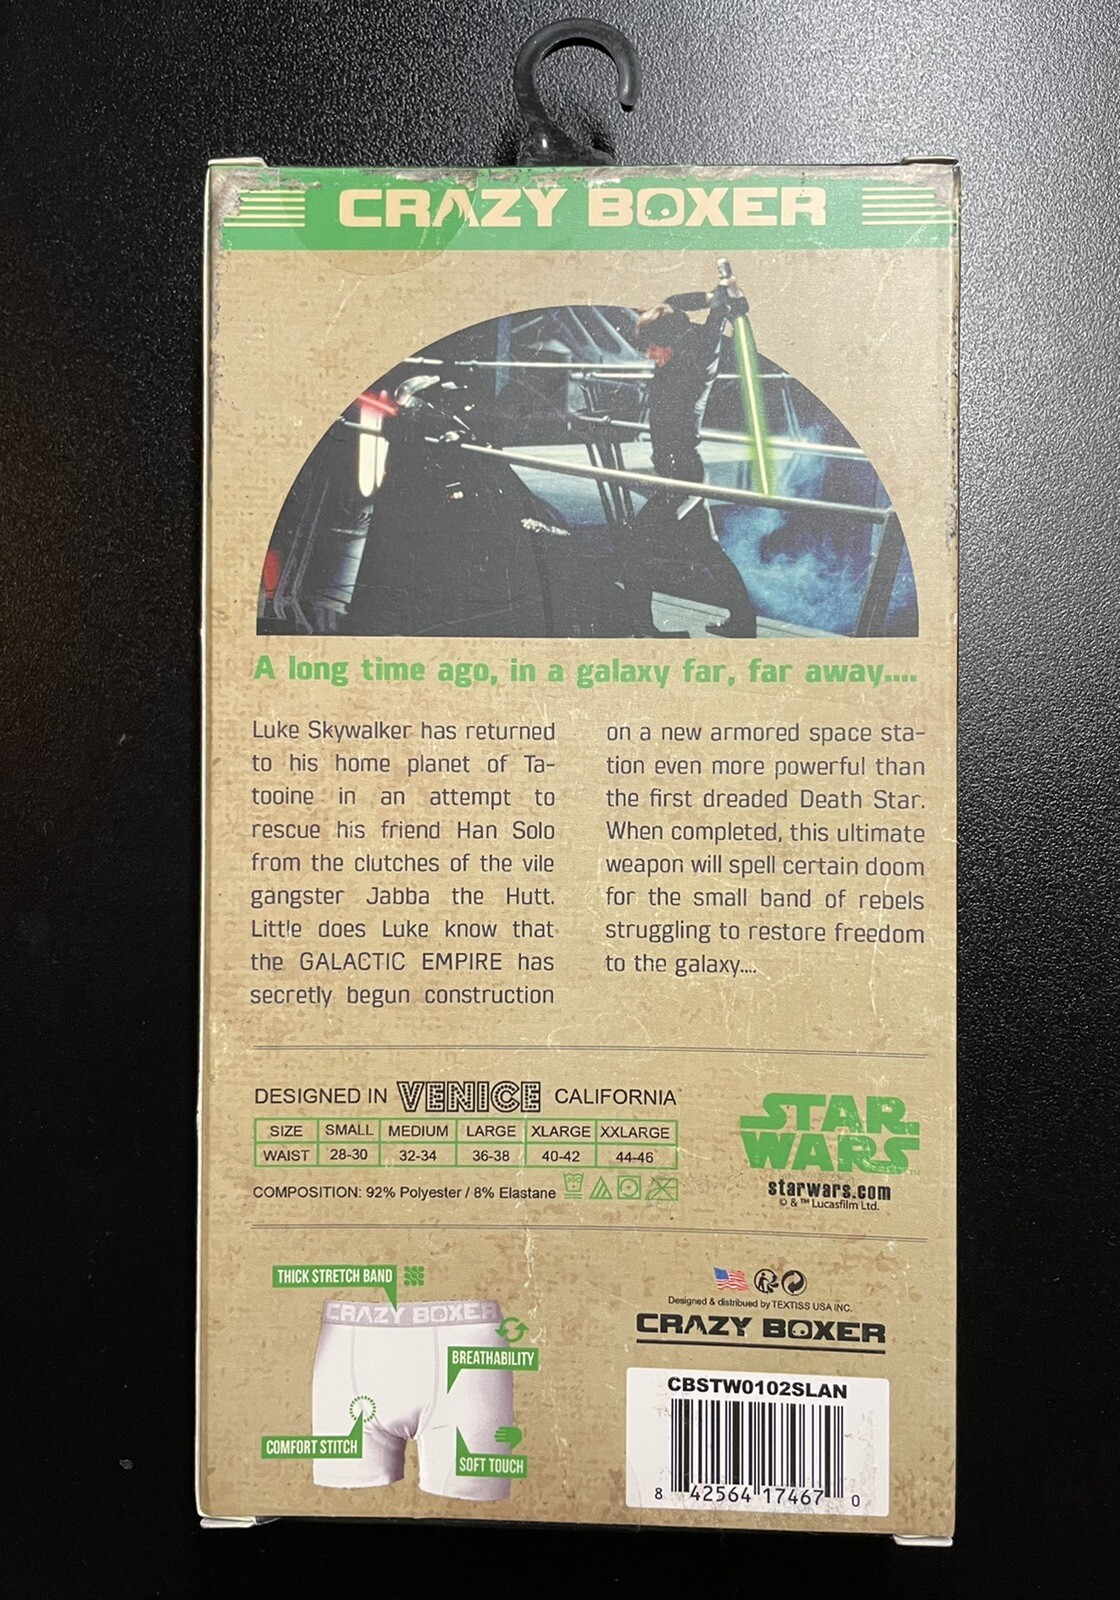 CRAZY BOXER
A long time ago, in a galaxy far, far away....
Luke Skywalker has returned
to his home planet of Ta-
tooine in an attempt to
rescue his friend Han Solo
from the clutches of the vile
gangster Jabba the Hutt.
Little does Luke know that
the GALACTIC EMPIRE has
secretly begun construction
on a new armored space sta-
tion even more powerful than
the first dreaded Death Star.
When completed, this ultimate
weapon will spell certain doom
for the small band of rebels
struggling to restore freedom
to the galaxy....
DESIGNED IN VENICE CALIFORNIA
SIZE SMALL MEDIUM LARGE XLARGE XXLARGE
WAIST 28-30 32-34 36-38 40-42 44-46
COMPOSITION: 92% Polyester / 8% Elastane
STAR
WARS
starwars.com
© & ™ Lucasfilm Ltd.
THICK STRETCH BAND
CRAZY BOXER
BREATHABILITY
COMFORT STITCH
SOFT TOUCH
Designed & distribued by TEXTISS USA INC.
CRAZY BOXER
CBSTW0102SLAN
8 42564 17467 0